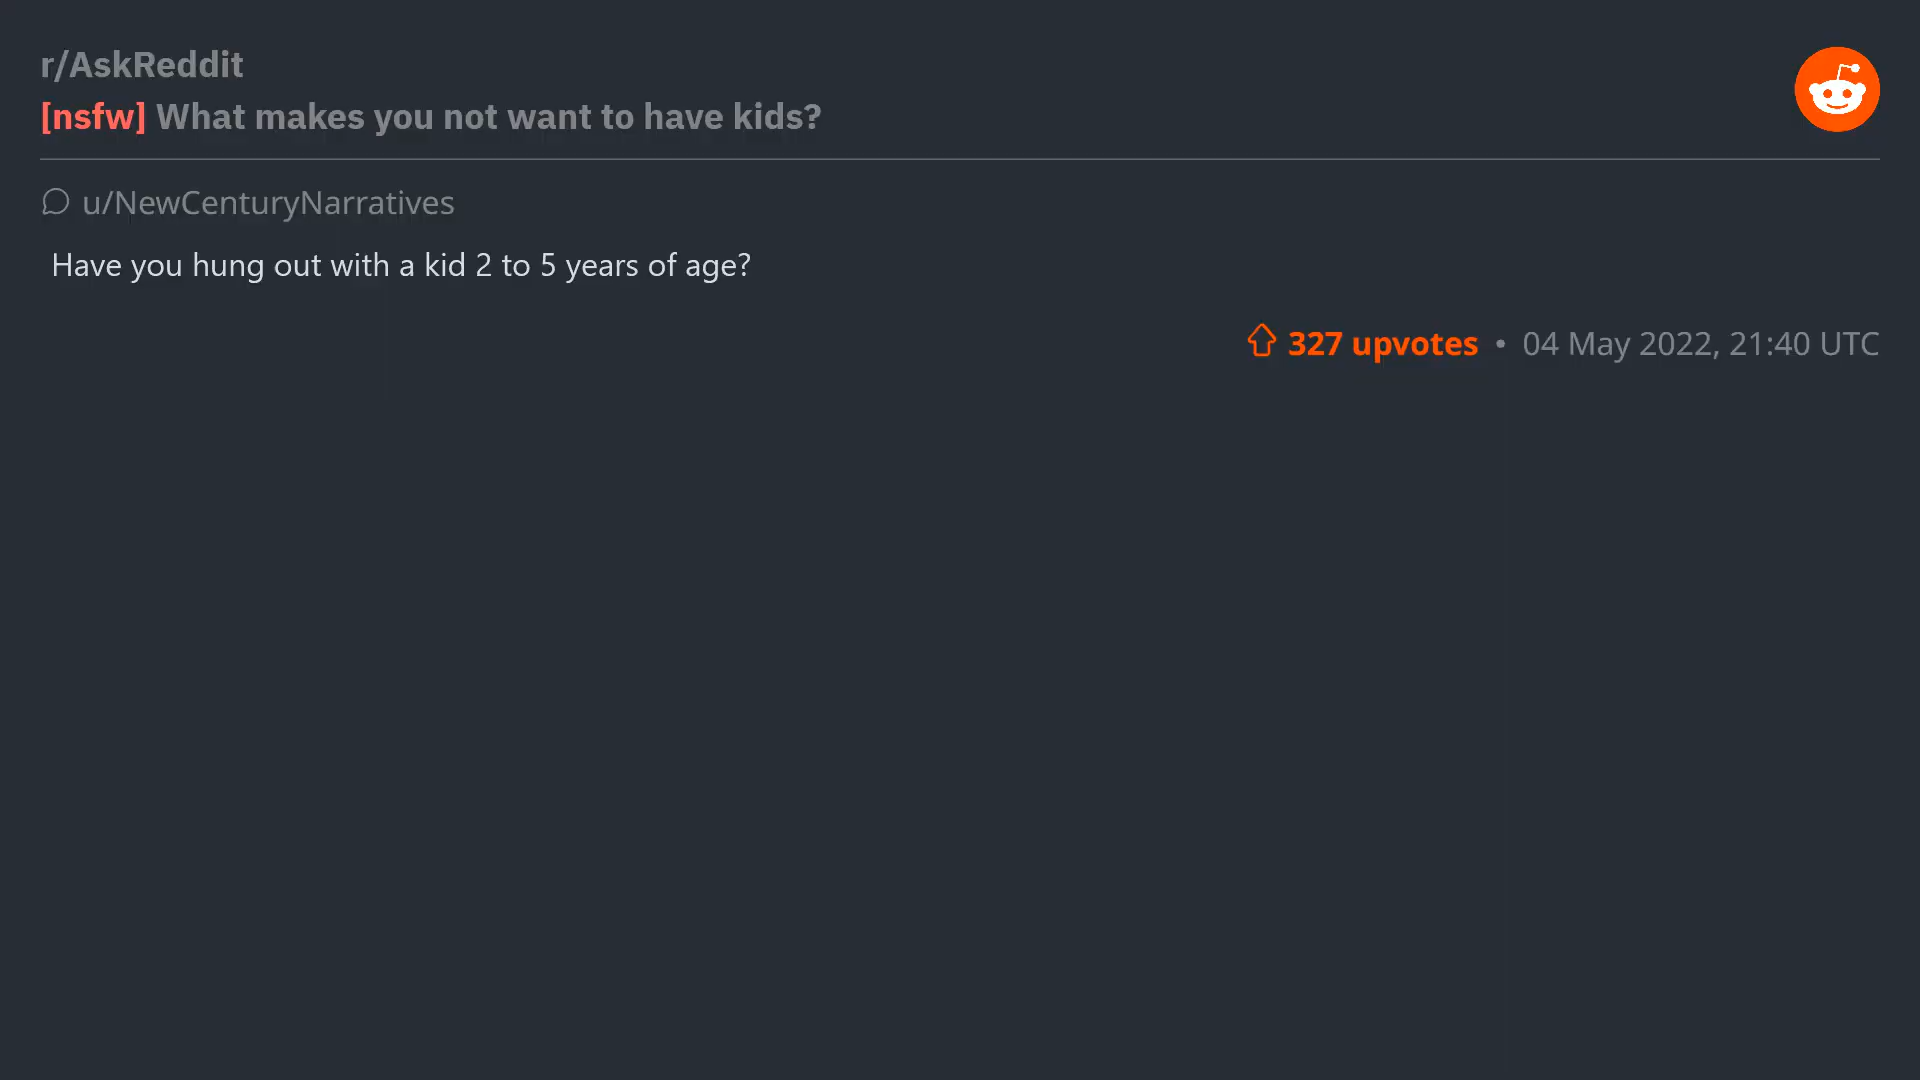 r/AskReddit
[nsfw] What makes you not want to have kids?
u/NewCenturyNarratives
Have you hung out with a kid 2 to 5 years of age?
327 upvotes • 04 May 2022, 21:40 UTC